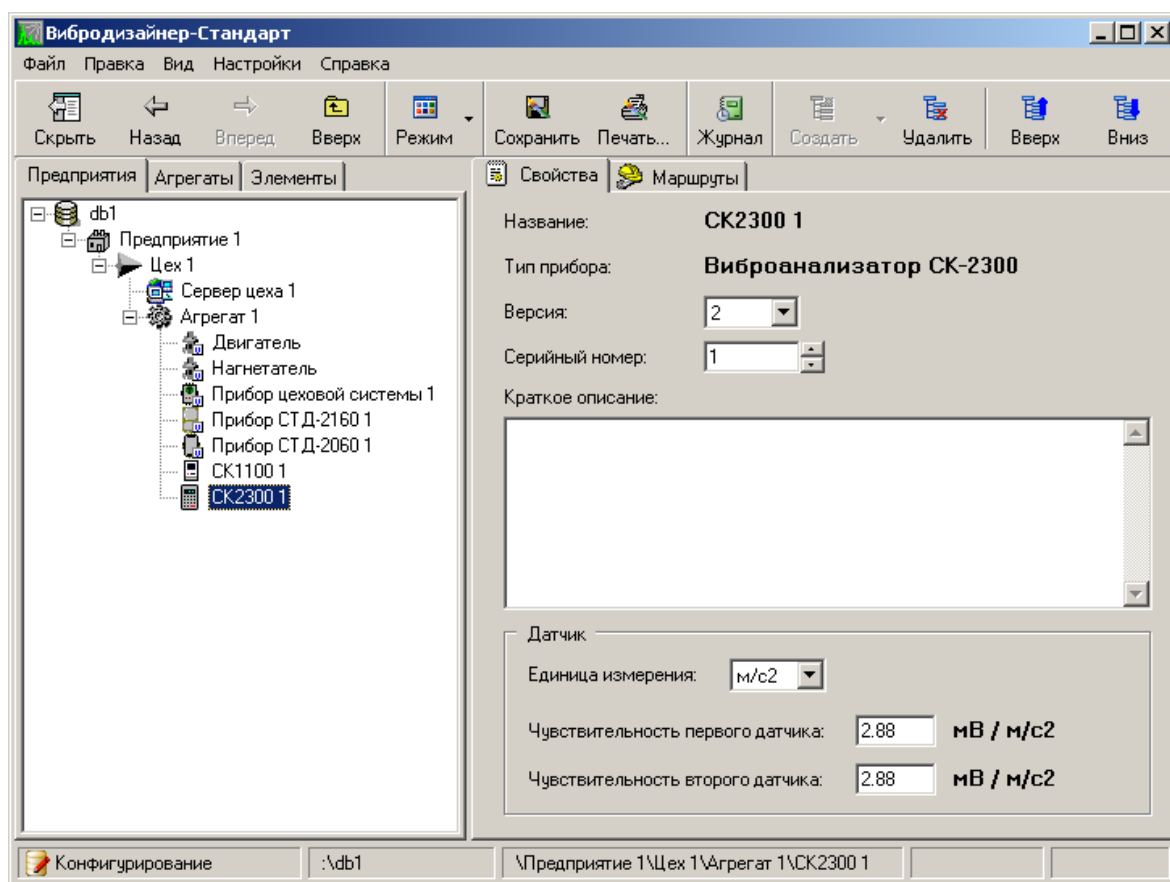 Вибродизайнер-Стандарт
Файл Правка Вид Настройки Справка
Скрыть Назад Вперед Вверх Режим Сохранить Печать... Журнал Создать Удалить Вверх Вниз
Предприятия Агрегаты Элементы
Свойства Маршруты
db1
Предприятие 1
Цех 1
Сервер цеха 1
Агрегат 1
Двигатель
Нагнетатель
Прибор цеховой системы 1
Прибор СТД-2160 1
Прибор СТД-2060 1
СК1100 1
СК2300 1
Название: СК2300 1
Тип прибора: Виброанализатор СК-2300
Версия: 2
Серийный номер: 1
Краткое описание:
Датчик
Единица измерения: м/с2
Чувствительность первого датчика: 2.88 мВ / м/с2
Чувствительность второго датчика: 2.88 мВ / м/с2
Конфигурирование :\db1 \Предприятие 1\Цех 1\Агрегат 1\СК2300 1